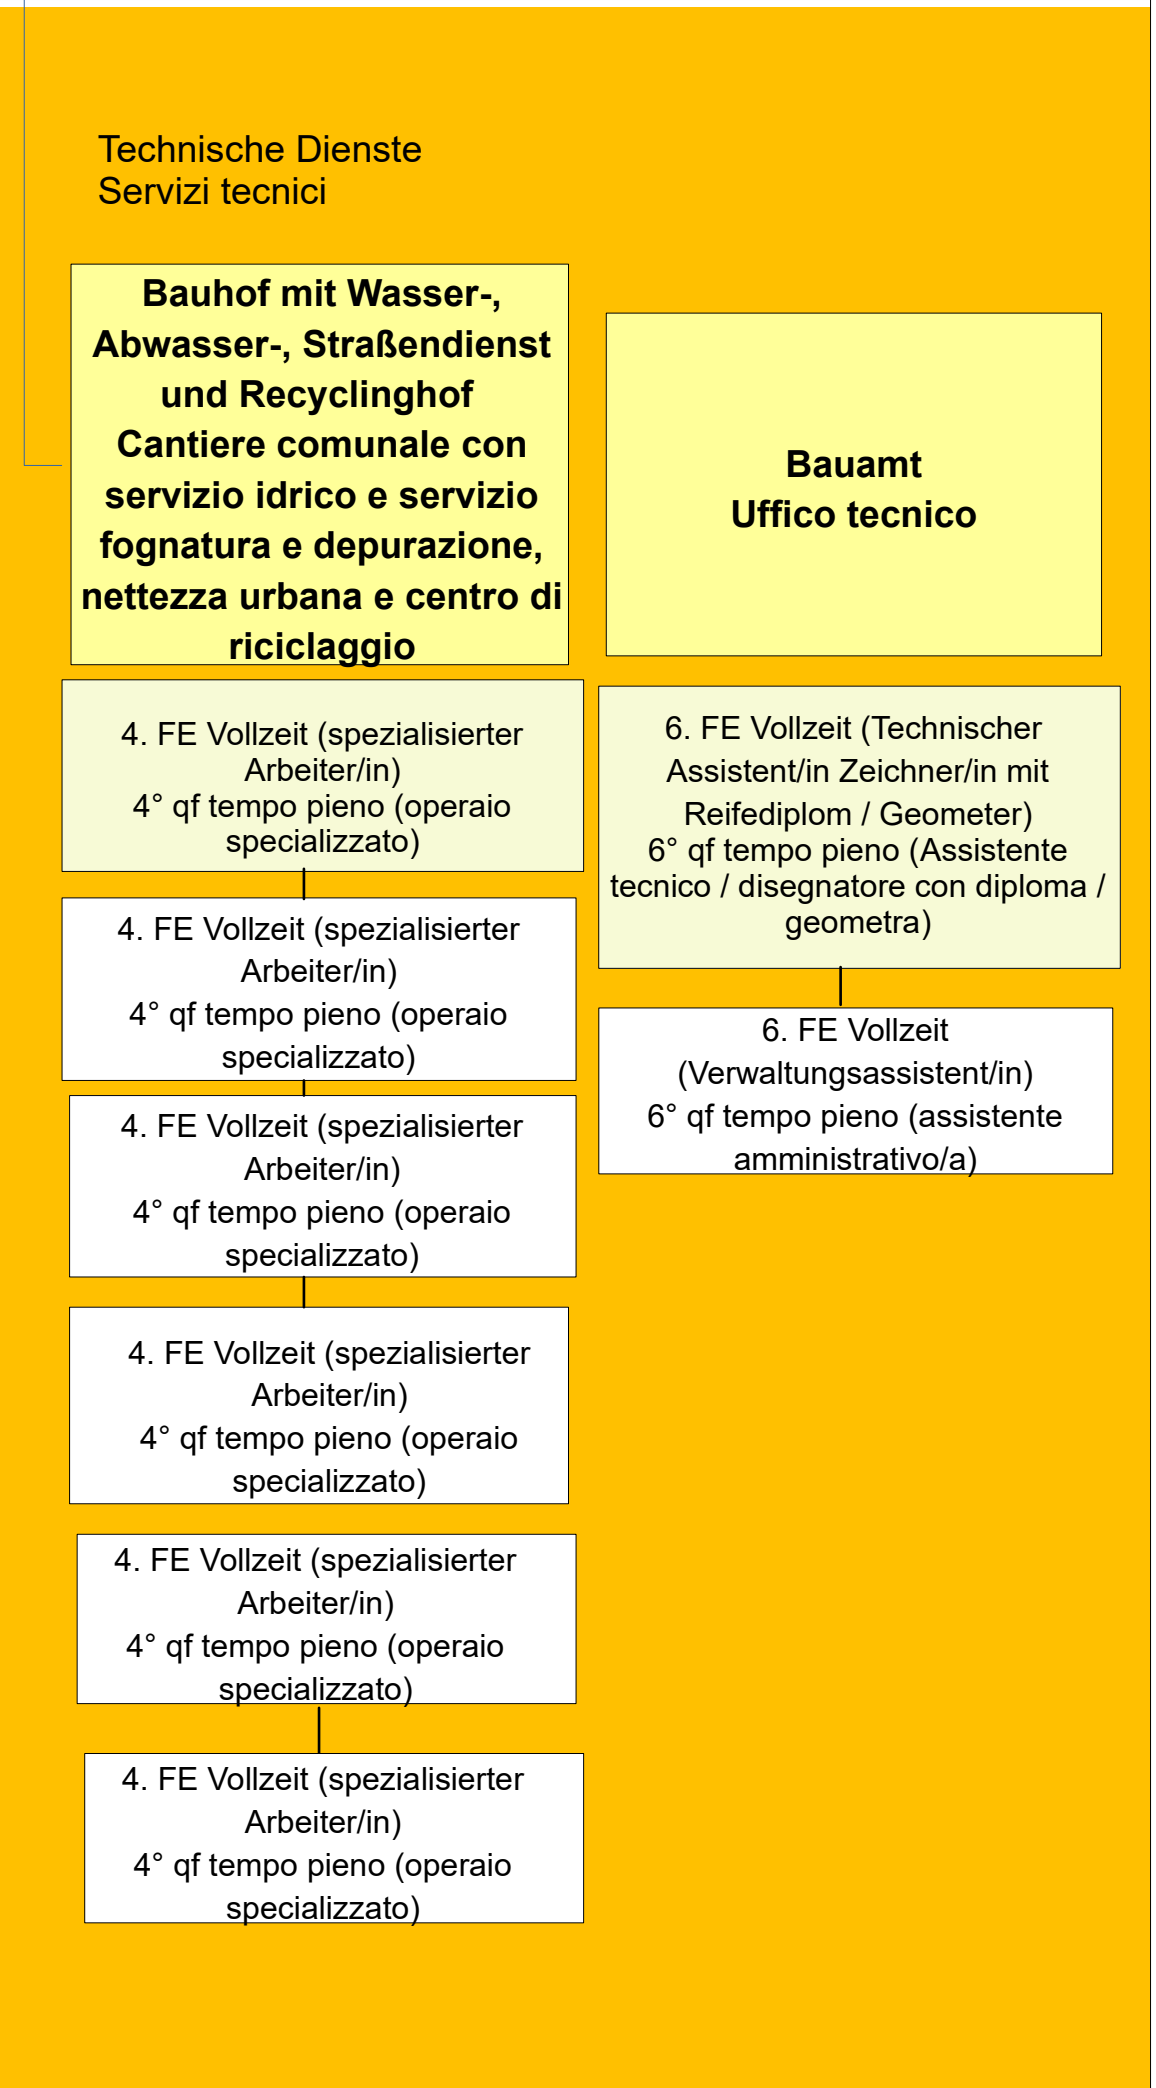 Technische Dienste
Servizi tecnici
Bauhof mit Wasser-,
Abwasser-, Straßendienst
und Recyclinghof
Cantiere comunale con
servizio idrico e servizio
fognatura e depurazione,
nettezza urbana e centro di
riciclaggio
4. FE Vollzeit (spezialisierter
Arbeiter/in)
4° qf tempo pieno (operaio
specializzato)
4. FE Vollzeit (spezialisierter
Arbeiter/in)
4° qf tempo pieno (operaio
specializzato)
4. FE Vollzeit (spezialisierter
Arbeiter/in)
4° qf tempo pieno (operaio
specializzato)
4. FE Vollzeit (spezialisierter
Arbeiter/in)
4° qf tempo pieno (operaio
specializzato)
4. FE Vollzeit (spezialisierter
Arbeiter/in)
4° qf tempo pieno (operaio
specializzato)
4. FE Vollzeit (spezialisierter
Arbeiter/in)
4° qf tempo pieno (operaio
specializzato)
Bauamt
Uffico tecnico
6. FE Vollzeit (Technischer
Assistent/in Zeichner/in mit
Reifediplom / Geometer)
6° qf tempo pieno (Assistente
tecnico / disegnatore con diploma /
geometra)
6. FE Vollzeit
(Verwaltungsassistent/in)
6° qf tempo pieno (assistente
amministrativo/a)